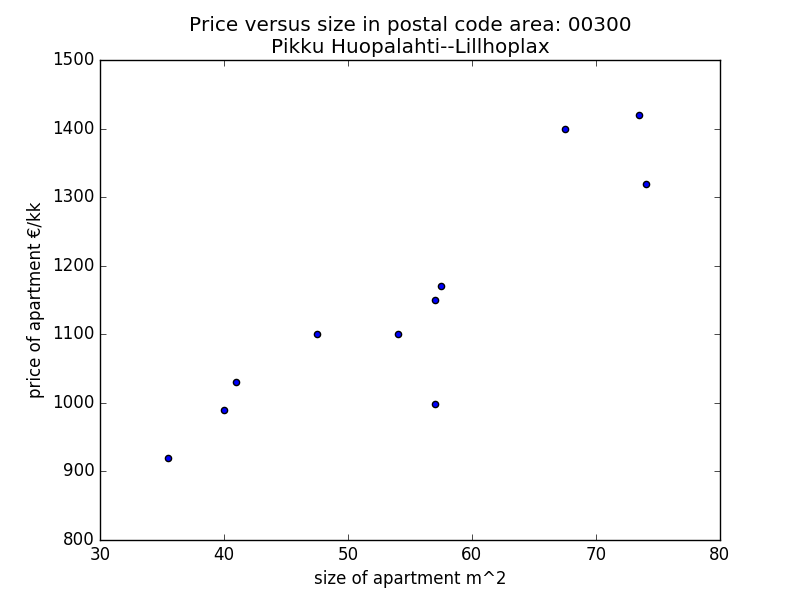 Price versus size in postal code area: 00300
Pikku Huopalahti--Lillhoplax
1500
1400
1300
1200
1100
1000
900
800
price of apartment €/kk
30 40 50 60 70 80
size of apartment m^2